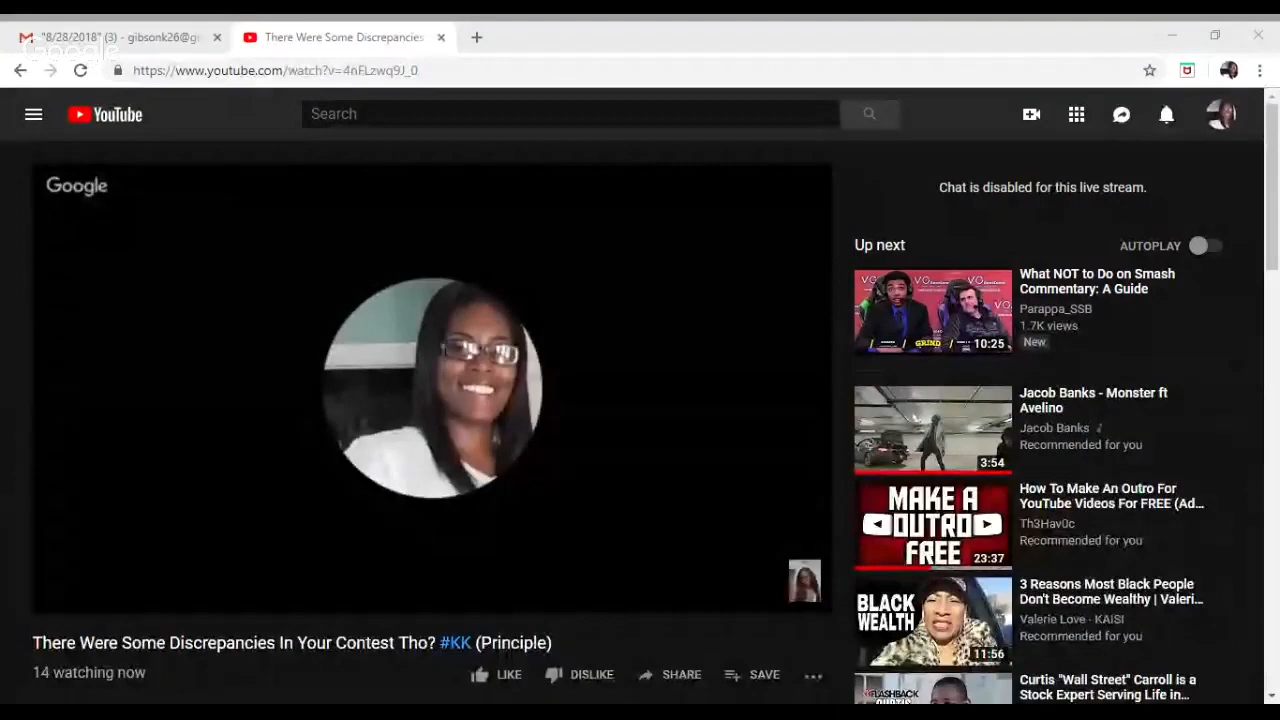 "8/28/2018" (3) - gibsonk26@g
There Were Some Discrepancies
Google
https://www.youtube.com/watch?v=4nFLzwq9J_0
YouTube
Search
Google
Chat is disabled for this live stream.
Up next
AUTOPLAY
What NOT to Do on Smash
Commentary: A Guide
Parappa_SSB
1.7K views
New
GRIND
10:25
Jacob Banks - Monster ft
Avelino
Jacob Banks
Recommended for you
3:54
MAKE A
OUTRO
FREE
23:37
How To Make An Outro For
YouTube Videos For FREE (Ad...
Th3Hav0c
Recommended for you
BLACK
WEALTH
11:56
3 Reasons Most Black People
Don't Become Wealthy | Valeri...
Valerie Love - KAISI
Recommended for you
There Were Some Discrepancies In Your Contest Tho? #KK (Principle)
14 watching now
LIKE
DISLIKE
SHARE
SAVE
FLASHBACK
Curtis "Wall Street" Carroll is a
Stock Expert Serving Life in...